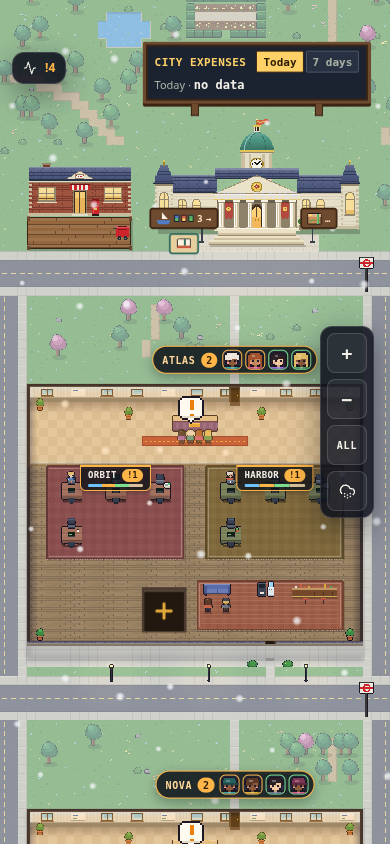 !4
CITY EXPENSES Today 7 days
Today · no data
3 →
...
ATLAS 2
+
−
!
ALL
ORBIT !1
HARBOR !1
+
NOVA 2
!